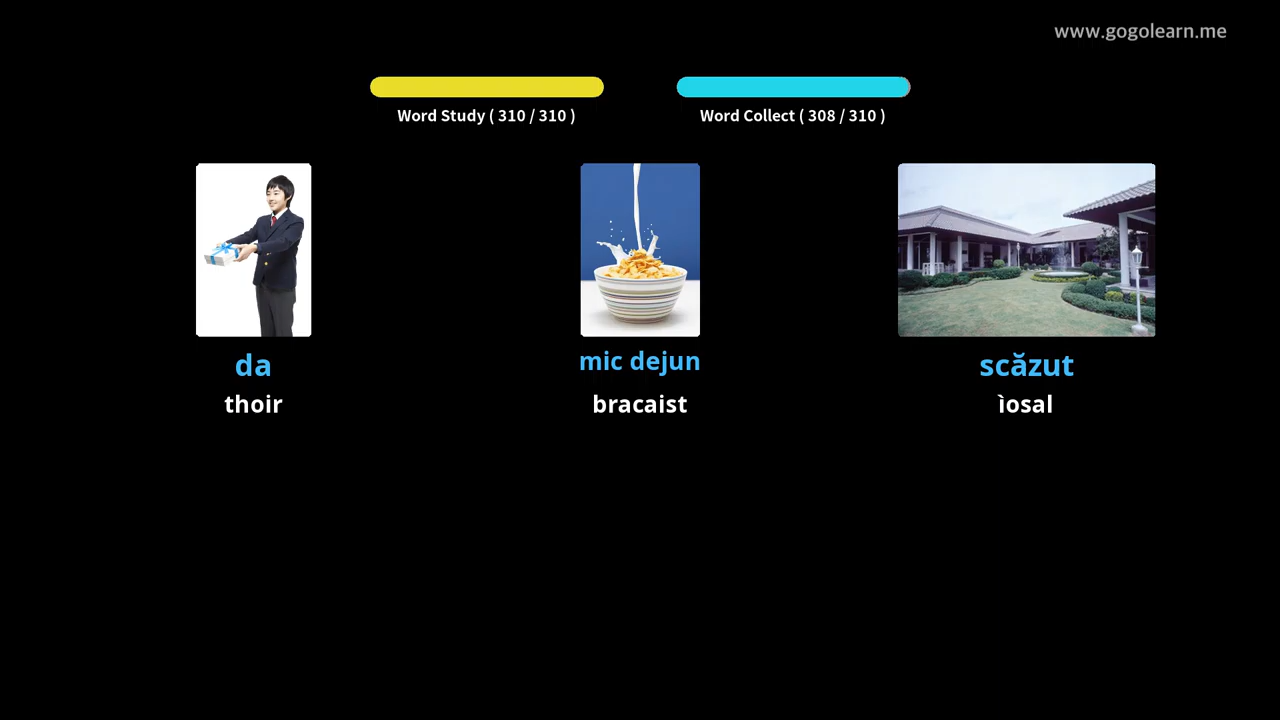 www.gogolearn.me
Word Study ( 310 / 310 )
Word Collect ( 308 / 310 )
da
mic dejun
scăzut
thoir
bracaist
ìosal